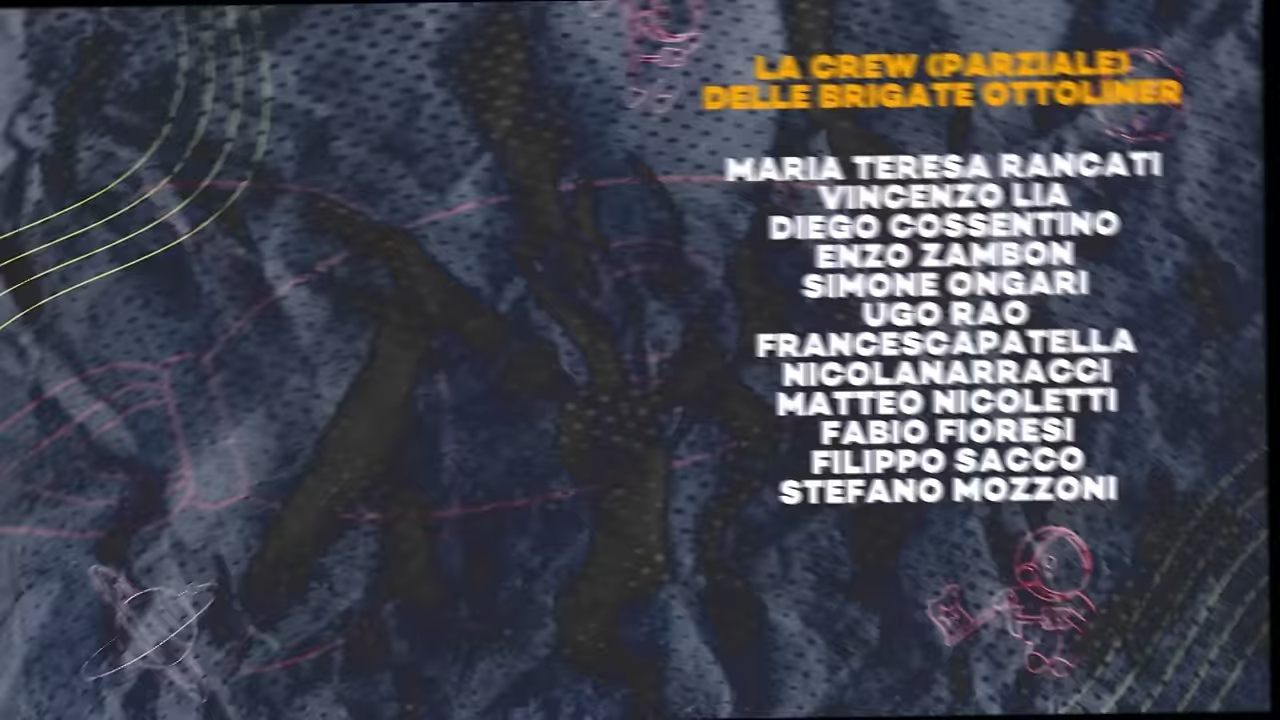 LA CREW (PARZIALE)
DELLE BRIGATE OTTOLINER
MARIA TERESA RANCATI
VINCENZO LIA
DIEGO COSSENTINO
ENZO ZAMBON
SIMONE ONGARI
UGO RAO
FRANCESCAPATELLA
NICOLANARRACCI
MATTEO NICOLETTI
FABIO FIORESI
FILIPPO SACCO
STEFANO MOZZONI